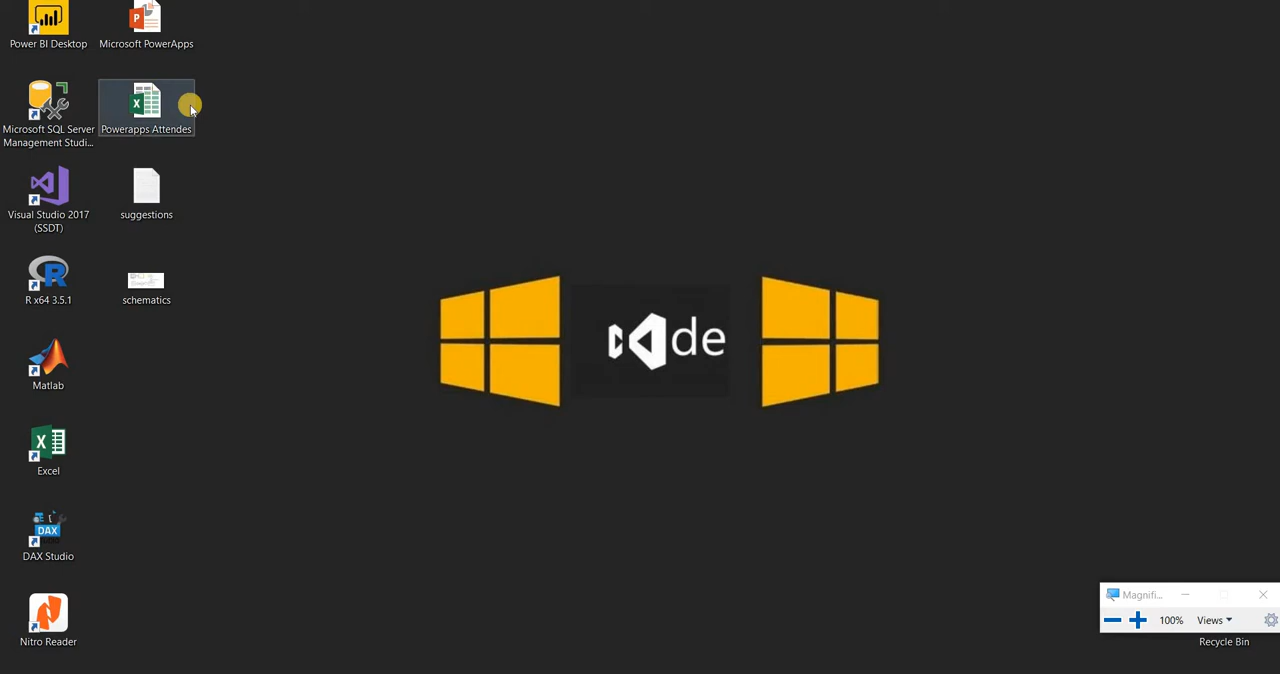 Power BI Desktop
Microsoft PowerApps
Microsoft SQL Server
Management Studi...
Powerapps Attendes
Visual Studio 2017
(SSDT)
suggestions
R x64 3.5.1
schematics
Matlab
Excel
DAX
DAX Studio
Nitro Reader
de
Magnifi...
100%
Views
Recycle Bin